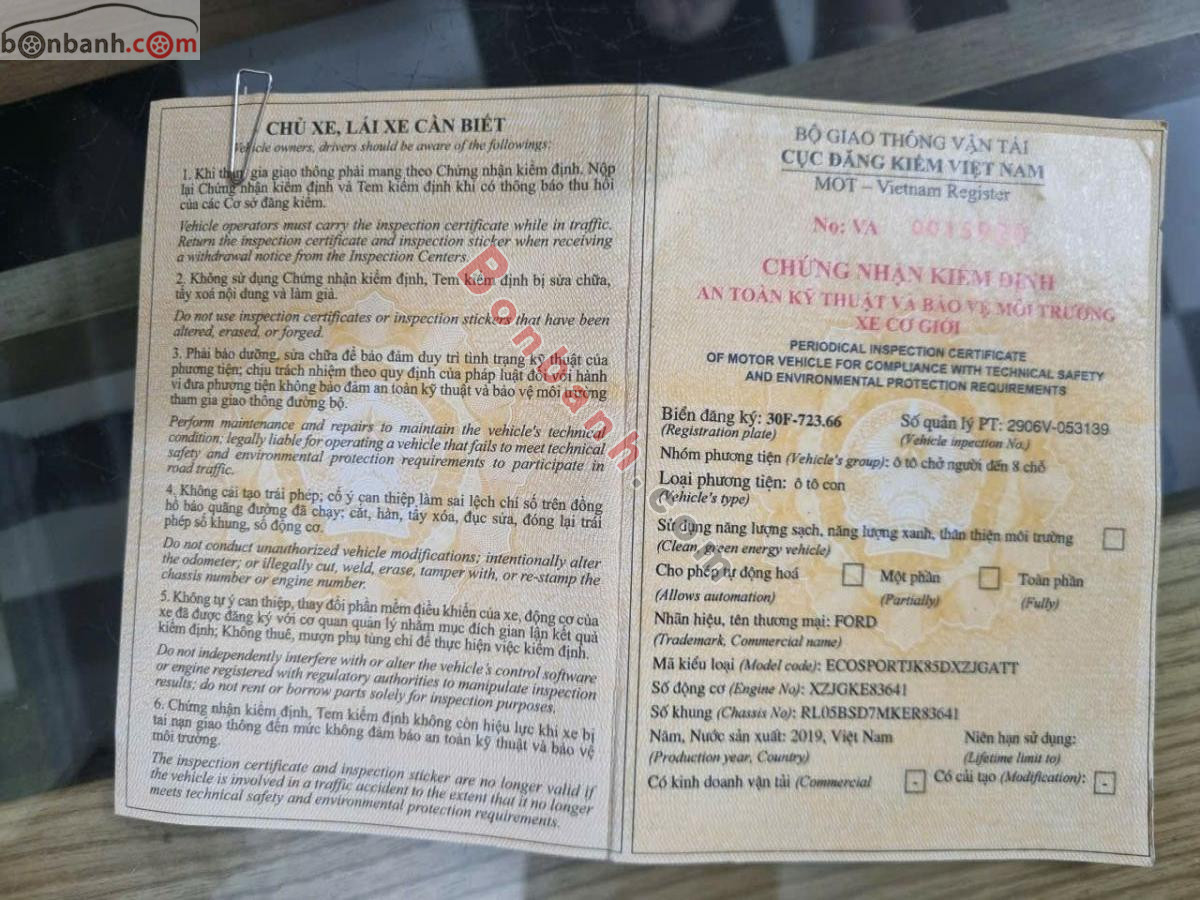 bonbanh.com
CHỦ XE, LÁI XE CẦN BIẾT
Vehicle owners, drivers should be aware of the followings:
1. Khi tham gia giao thông phải mang theo Chứng nhận kiểm định. Nộp
lại Chứng nhận kiểm định và Tem kiểm định khi có thông báo thu hồi
của các Cơ sở đăng kiểm.
Vehicle operators must carry the inspection certificate while in traffic.
Return the inspection certificate and inspection sticker when receiving
a withdrawal notice from the Inspection Centers.
2. Không sử dụng Chứng nhận kiểm định, Tem kiểm định bị sửa chữa,
tẩy xoá nội dung và làm giả.
Do not use inspection certificates or inspection stickers that have been
altered, erased, or forged.
3. Phải bảo dưỡng, sửa chữa để bảo đảm duy trì tình trạng kỹ thuật của
phương tiện; chịu trách nhiệm theo quy định của pháp luật đối với hành
vi đưa phương tiện không bảo đảm an toàn kỹ thuật và bảo vệ môi trường
tham gia giao thông đường bộ.
Perform maintenance and repairs to maintain the vehicle's technical
condition; legally liable for operating a vehicle that fails to meet technical
safety and environmental protection requirements to participate in
road traffic.
4. Không cải tạo trái phép; cố ý can thiệp làm sai lệch chỉ số trên đồng
hồ báo quãng đường đã chạy; cắt, hàn, tẩy xóa, đục sửa, đóng lại trái
phép số khung, số động cơ.
Do not conduct unauthorized vehicle modifications; intentionally alter
the odometer; or illegally cut, weld, erase, tamper with, or re-stamp the
chassis number or engine number.
5. Không tự ý can thiệp, thay đổi phần mềm điều khiển của xe, động cơ của
xe đã được đăng ký với cơ quan quản lý nhằm mục đích gian lận kết quả
kiểm định; Không thuê, mượn phụ tùng chỉ để thực hiện việc kiểm định.
Do not independently interfere with or alter the vehicle's control software
or engine registered with regulatory authorities to manipulate inspection
results; do not rent or borrow parts solely for inspection purposes.
6. Chứng nhận kiểm định, Tem kiểm định không còn hiệu lực khi xe bị
tai nạn giao thông đến mức không đảm bảo an toàn kỹ thuật và bảo vệ
môi trường.
The inspection certificate and inspection sticker are no longer valid if
the vehicle is involved in a traffic accident to the extent that it no longer
meets technical safety and environmental protection requirements.
BỘ GIAO THÔNG VẬN TẢI
CỤC ĐĂNG KIỂM VIỆT NAM
MOT – Vietnam Register
No: VA
CHỨNG NHẬN KIỂM ĐỊNH
AN TOÀN KỸ THUẬT VÀ BẢO VỆ MÔI TRƯỜNG
XE CƠ GIỚI
PERIODICAL INSPECTION CERTIFICATE
OF MOTOR VEHICLE FOR COMPLIANCE WITH TECHNICAL SAFETY
AND ENVIRONMENTAL PROTECTION REQUIREMENTS
Biển đăng ký: 30F-723.66 Số quản lý PT: 2906V-053139
(Registration plate) (Vehicle inpection No.)
Nhóm phương tiện (Vehicle's group): ô tô chở người đến 8 chỗ
Loại phương tiện: ô tô con
(Vehicle's type)
Sử dụng năng lượng sạch, năng lượng xanh, thân thiện môi trường
(Clean, green energy vehicle)
Cho phép tự động hoá Một phần Toàn phần
(Allows automation) (Partially) (Fully)
Nhãn hiệu, tên thương mại: FORD
(Trademark, Commercial name)
Mã kiểu loại (Model code): ECOSPORTJK85DXZJGATT
Số động cơ (Engine No): XZJGKE83641
Số khung (Chassis No): RL05BSD7MKER83641
Năm, Nước sản xuất: 2019, Việt Nam Niên hạn sử dụng:
(Production year, Country) (Lifetime limit to)
Có kinh doanh vận tải (Commercial - Có cải tạo (Modification): -
Bonbanh.com